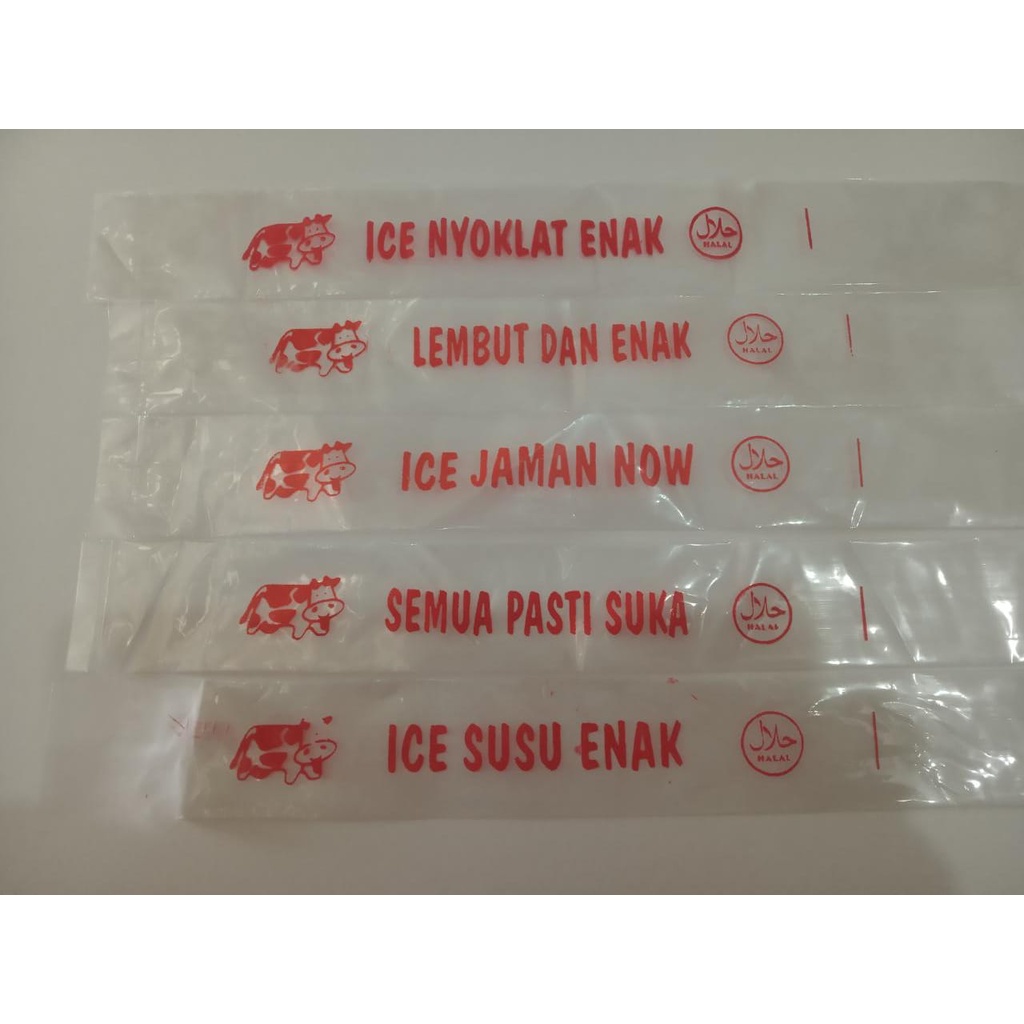 ICE NYOKLAT ENAK حلال HALAL
LEMBUT DAN ENAK حلال HALAL
ICE JAMAN NOW حلال HALAL
SEMUA PASTI SUKA حلال HALAL
ICE SUSU ENAK حلال HALAL